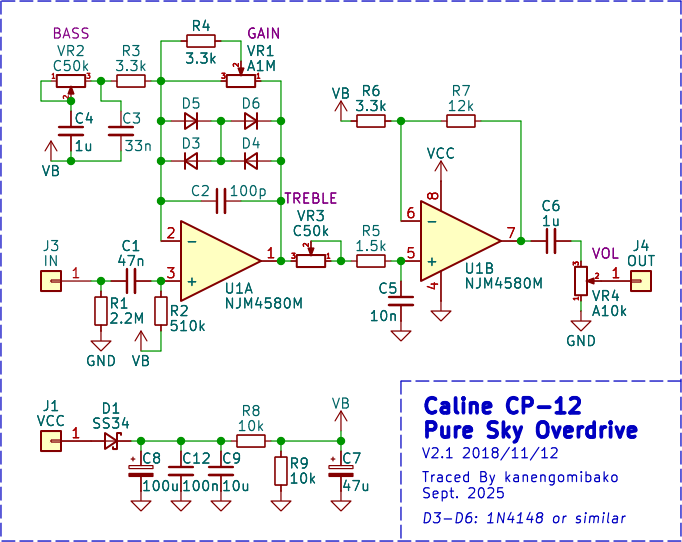 BASS
VR2
C50k
R3
3.3k
R4
3.3k
GAIN
VR1
A1M
1
3
2
1
3
2
C4
1u
C3
33n
VB
D5
D6
D3
D4
C2
100p
TREBLE
VR3
C50k
1
3
2
J3
IN
1
C1
47n
R1
2.2M
GND
R2
510k
VB
2
3
1
U1A
NJM4580M
R5
1.5k
C5
10n
VB
R6
3.3k
R7
12k
VCC
8
6
5
4
7
U1B
NJM4580M
C6
1u
VOL
3
2
1
VR4
A10k
GND
J4
OUT
1
J1
VCC
1
D1
SS34
C8
100u
C12
100n
C9
10u
R8
10k
R9
10k
VB
C7
47u
Caline CP-12
Pure Sky Overdrive
V2.1 2018/11/12
Traced By kanengomibako
Sept. 2025
D3-D6: 1N4148 or similar